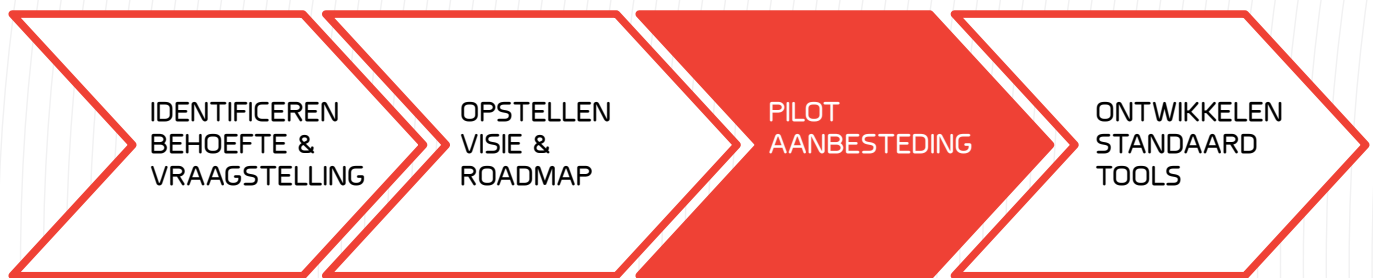 IDENTIFICEREN
BEHOEFTE &
VRAAGSTELLING
OPSTELLEN
VISIE &
ROADMAP
PILOT
AANBESTEDING
ONTWIKKELEN
STANDAARD
TOOLS